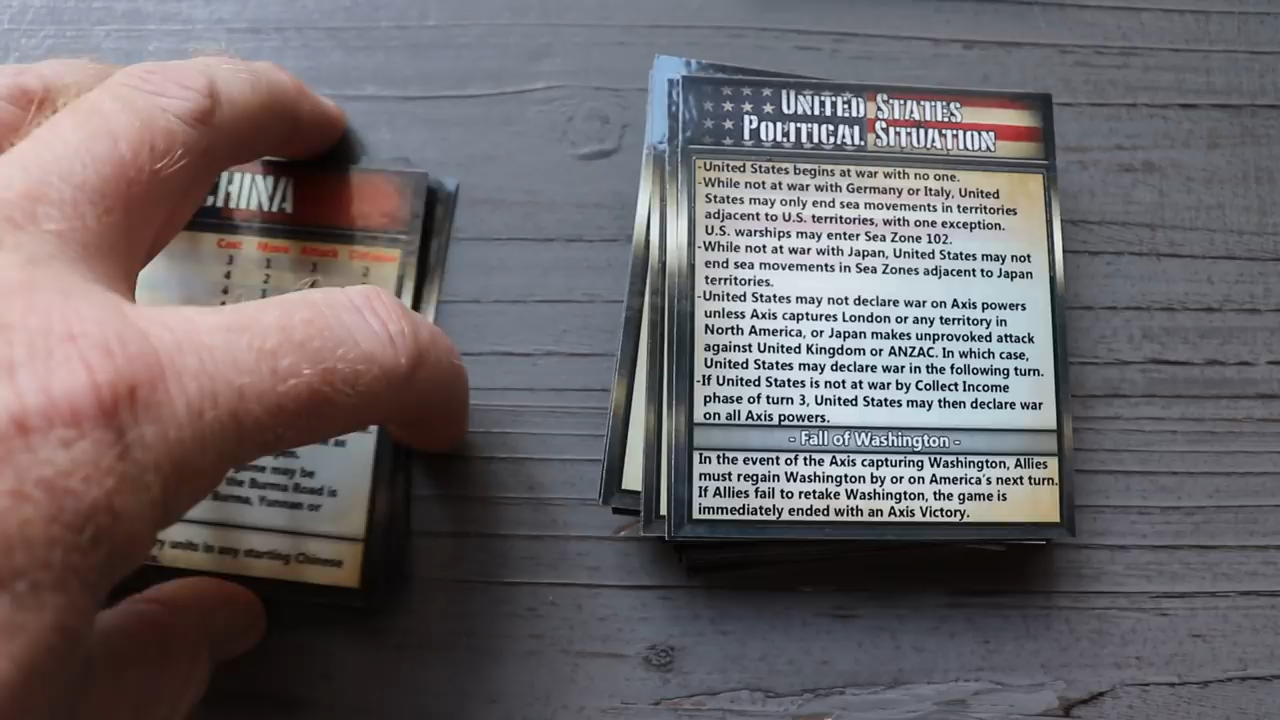 CHINA
Cost Move Attack Defense
3 1 1 2
4 2
4 1
game may be
the Burma Road is
Burma, Yunnan or
units in any starting Chinese
UNITED STATES
POLITICAL SITUATION
-United States begins at war with no one.
-While not at war with Germany or Italy, United
States may only end sea movements in territories
adjacent to U.S. territories, with one exception.
U.S. warships may enter Sea Zone 102.
-While not at war with Japan, United States may not
end sea movements in Sea Zones adjacent to Japan
territories.
-United States may not declare war on Axis powers
unless Axis captures London or any territory in
North America, or Japan makes unprovoked attack
against United Kingdom or ANZAC. In which case,
United States may declare war in the following turn.
-If United States is not at war by Collect Income
phase of turn 3, United States may then declare war
on all Axis powers.
- Fall of Washington -
In the event of the Axis capturing Washington, Allies
must regain Washington by or on America's next turn.
If Allies fail to retake Washington, the game is
immediately ended with an Axis Victory.